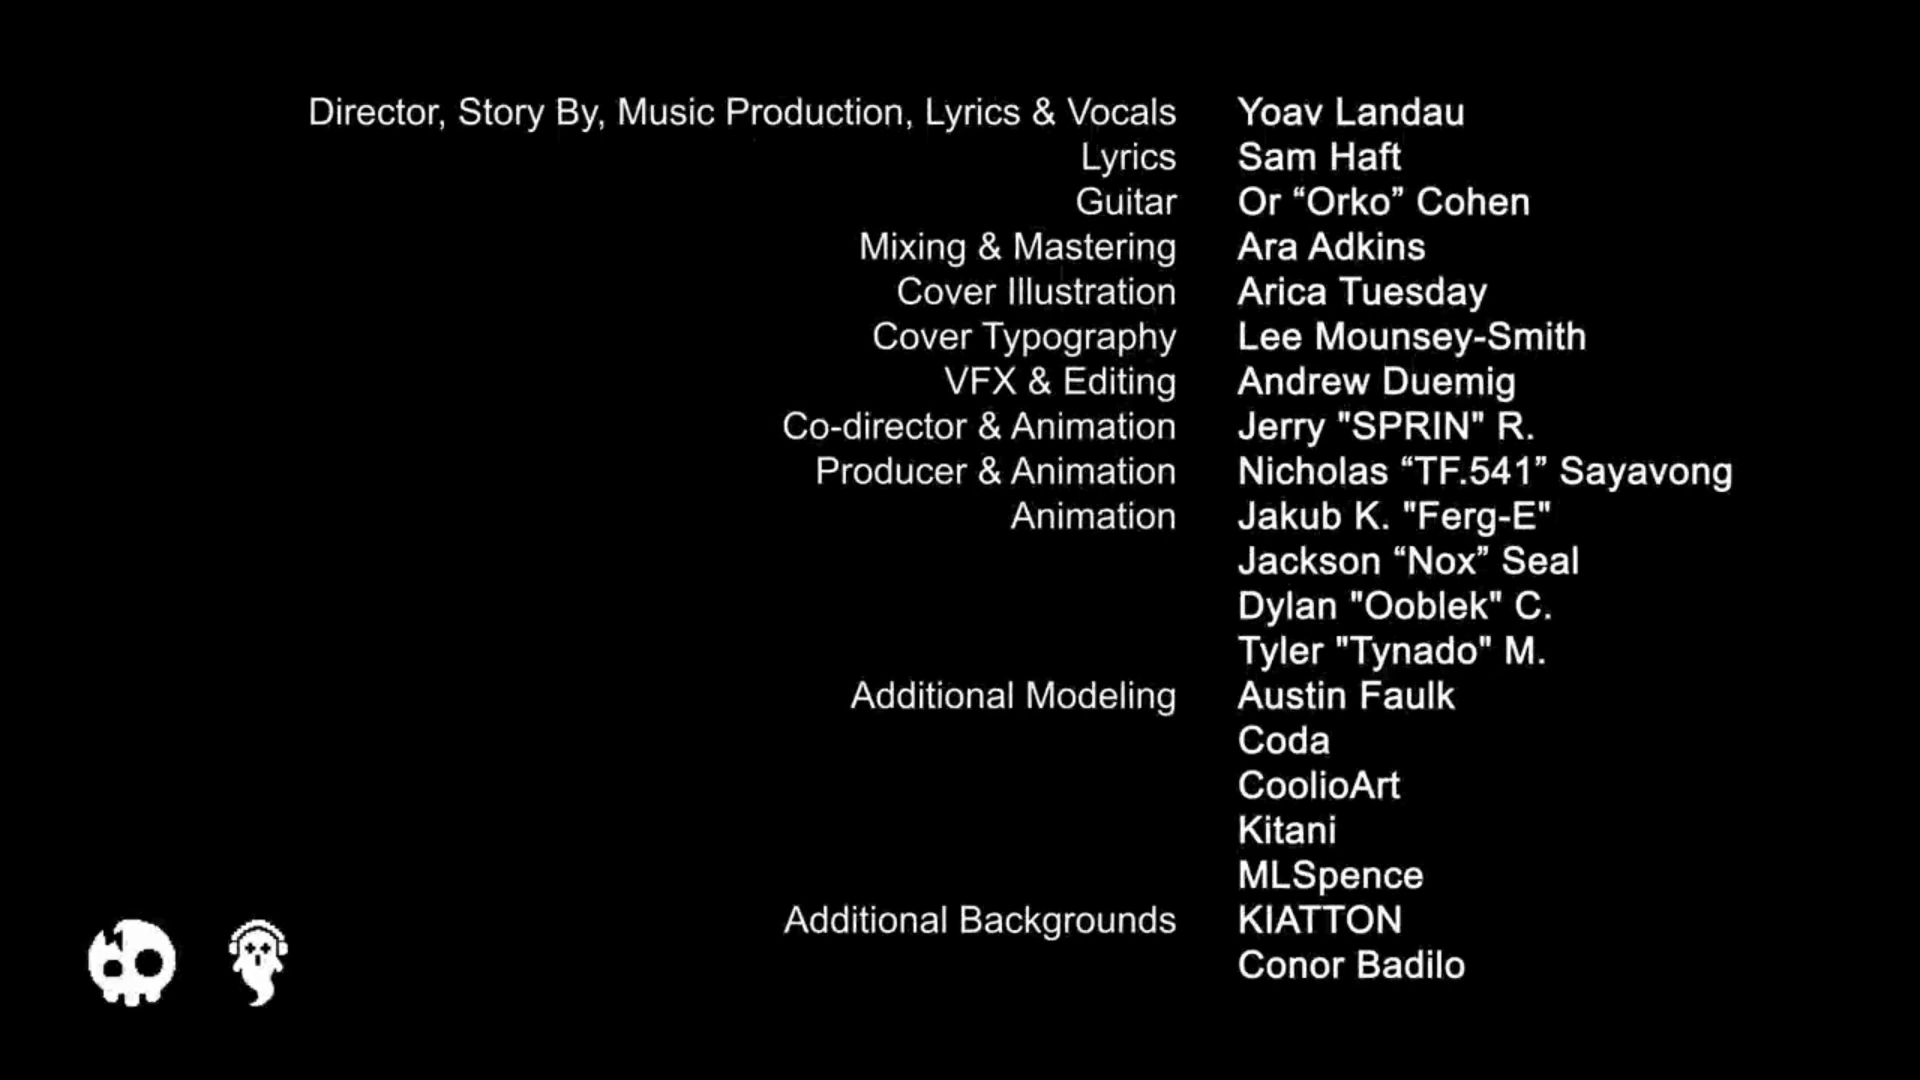 Director, Story By, Music Production, Lyrics & Vocals Yoav Landau
Lyrics Sam Haft
Guitar Or “Orko” Cohen
Mixing & Mastering Ara Adkins
Cover Illustration Arica Tuesday
Cover Typography Lee Mounsey-Smith
VFX & Editing Andrew Duemig
Co-director & Animation Jerry "SPRIN" R.
Producer & Animation Nicholas “TF.541” Sayavong
Animation Jakub K. "Ferg-E"
Jackson “Nox” Seal
Dylan "Ooblek" C.
Tyler "Tynado" M.
Additional Modeling Austin Faulk
Coda
CoolioArt
Kitani
MLSpence
Additional Backgrounds KIATTON
Conor Badilo